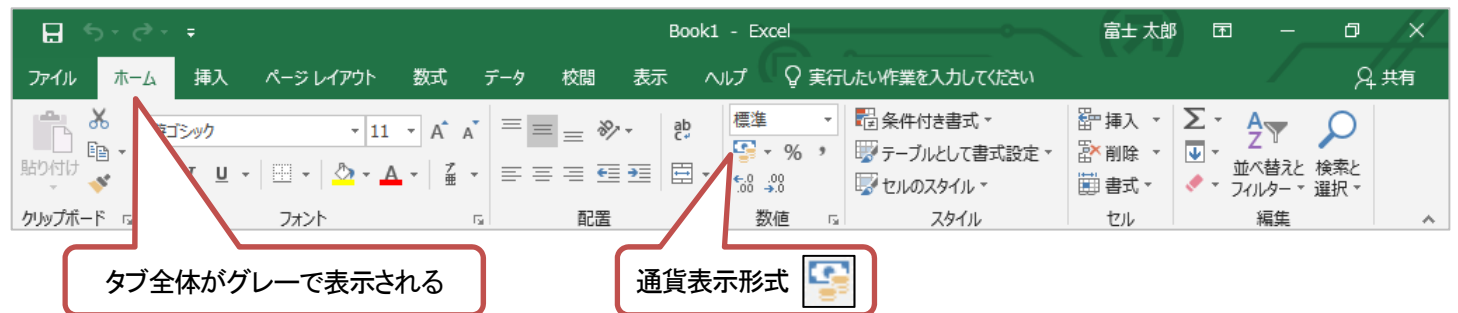 Book1 - Excel 富士 太郎
ファイル ホーム 挿入 ページ レイアウト 数式 データ 校閲 表示 ヘルプ 実行したい作業を入力してください 共有
ゴシック 11 A A ab 標準 条件付き書式 挿入 Σ
% , テーブルとして書式設定 削除
貼り付け U A 亜 .00 .00 セルのスタイル 書式 並べ替えと 検索と
フィルター 選択
クリップボード フォント 配置 数値 スタイル セル 編集
タブ全体がグレーで表示される 通貨表示形式